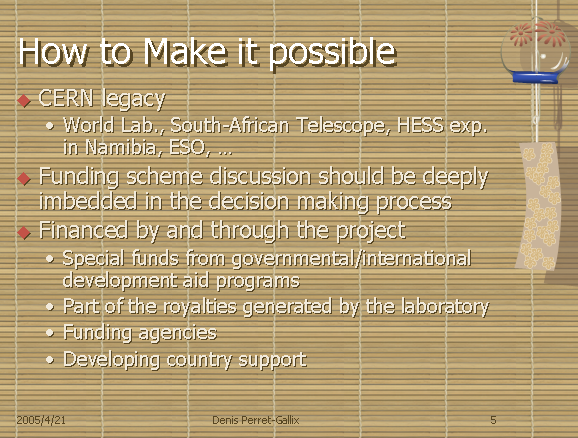 How to Make it possible
CERN legacy
World Lab., South-African Telescope, HESS exp.
in Namibia, ESO, ...
Funding scheme discussion should be deeply
imbedded in the decision making process
Financed by and through the project
Special funds from governmental/international
development aid programs
Part of the royalties generated by the laboratory
Funding agencies
Developing country support
2005/4/21
Denis Perret-Gallix
5